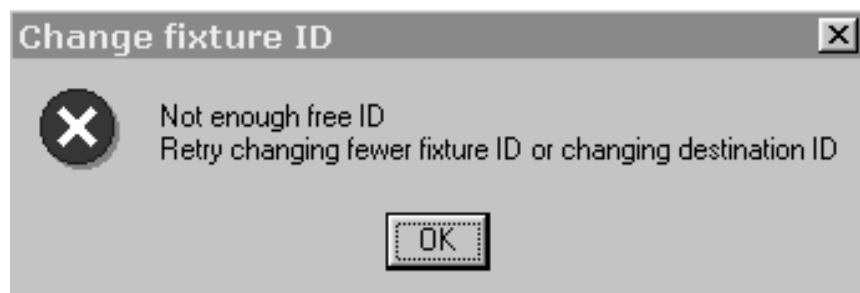 Change fixture ID
Not enough free ID
Retry changing fewer fixture ID or changing destination ID
OK